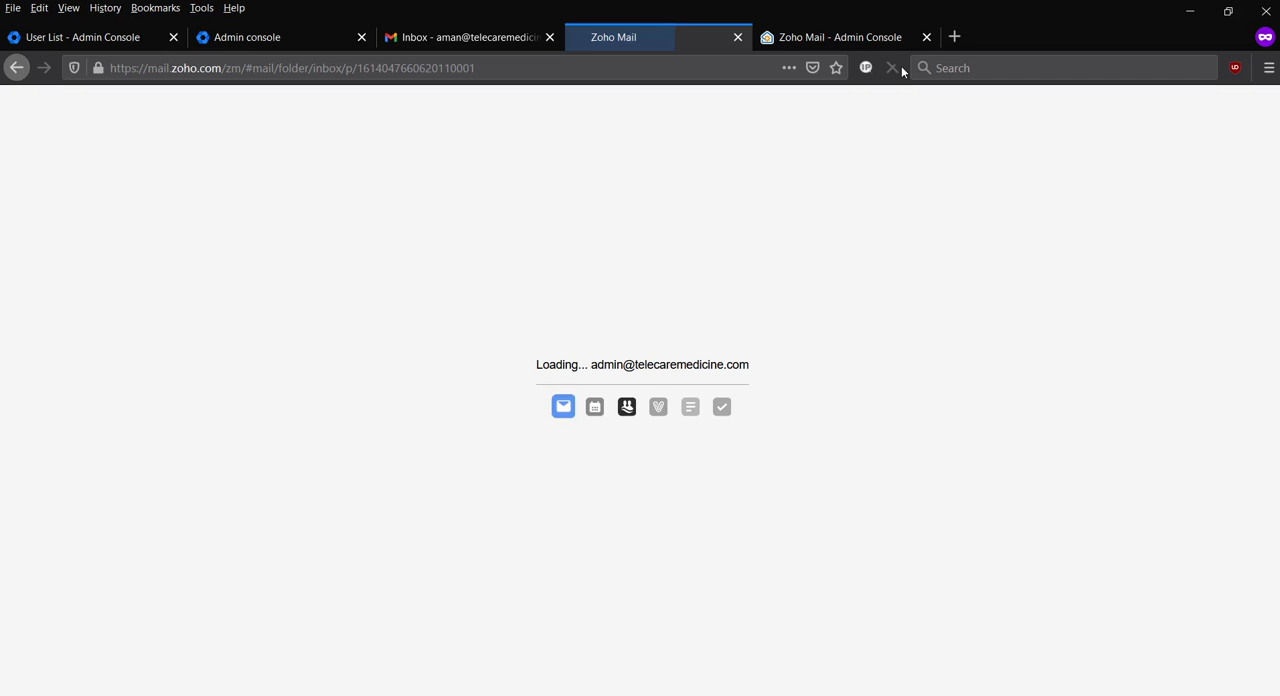 File Edit View History Bookmarks Tools Help
User List - Admin Console Admin console Inbox - aman@telecaremedicin Zoho Mail Zoho Mail - Admin Console
https://mail.zoho.com/zm/#mail/folder/inbox/p/1614047660620110001 Search
Loading... admin@telecaremedicine.com